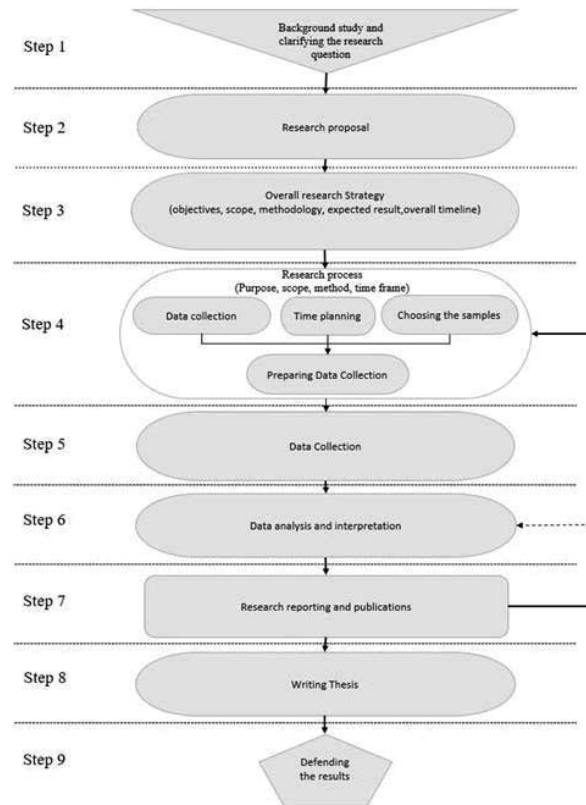 Step 1
Background study and
clarifying the research
question
Step 2
Research proposal
Step 3
Overall research Strategy
(objectives, scope, methodology, expected result,overall timeline)
Step 4
Research process
(Purpose, scope, method, time frame)
Data collection
Time planning
Choosing the samples
Preparing Data Collection
Step 5
Data Collection
Step 6
Data analysis and interpretation
Step 7
Research reporting and publications
Step 8
Writing Thesis
Step 9
Defending
the results